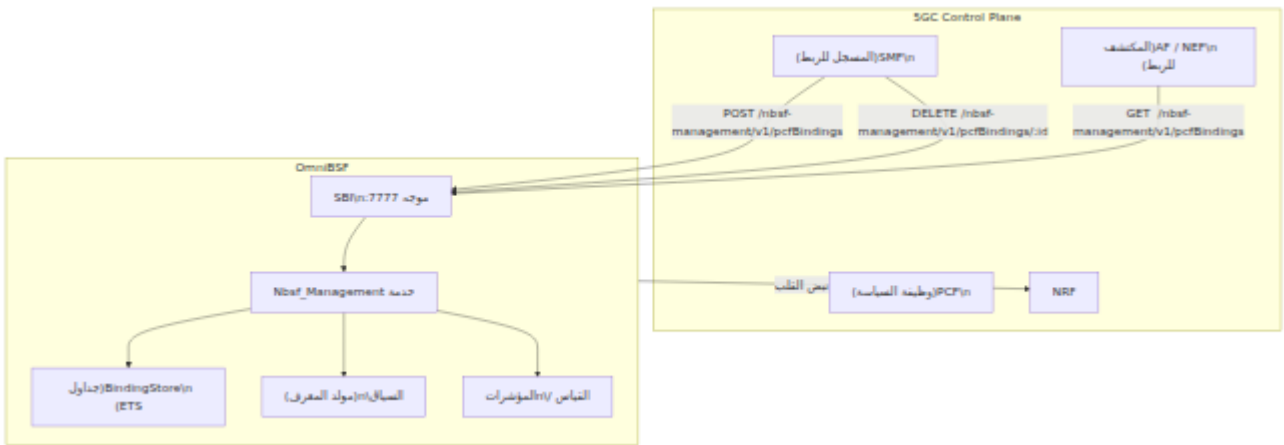 5GC Control Plane
SMF\n(المسجل للربط)
AF / NEF\n(المكتشف
للربط)
POST /nbsf-
management/v1/pcfBindings
DELETE /nbsf-
management/v1/pcfBindings/:id
GET /nbsf-
management/v1/pcfBindings
OmniBSF
موجه SBI\n:7777
خدمة Nbsf_Management
نبض القلب
PCF\n(وظيفة السياسة)
NRF
BindingStore\n(جداول
ETS)
السياق\n(مولد المعرف)
القياس /\nالمؤشرات